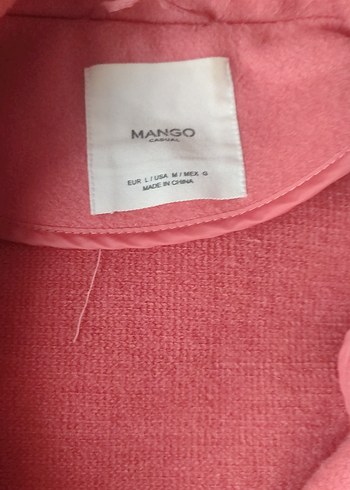 MANGO
CASUAL
EUR L / USA M / MEX. G
MADE IN CHINA